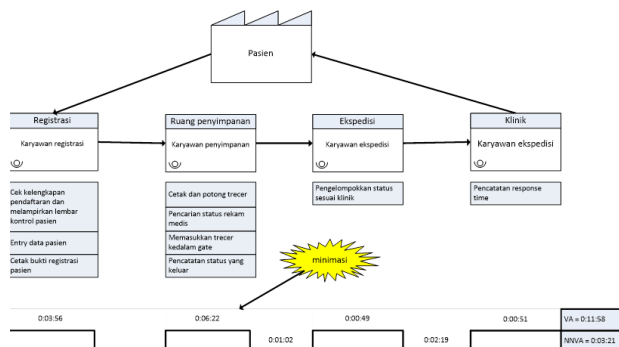 Pasien
Registrasi
Karyawan registrasi
Cek kelengkapan
pendaftaran dan
melampirkan lembar
kontrol pasien
Entry data pasien
Cetak bukti registrasi
pasien
Ruang penyimpanan
Karyawan penyimpanan
Cetak dan potong trecer
Pencarian status rekam
medis
Memasukkan trecer
kedalam gate
Pencatatan status yang
keluar
Ekspedisi
Karyawan ekspedisi
Pengelompokkan status
sesuai klinik
Klinik
Karyawan ekspedisi
Pencatatan response
time
minimasi
0:03:56
0:06:22
0:00:49
0:00:51
VA = 0:11:58
0:01:02
0:02:19
NNVA = 0:03:21